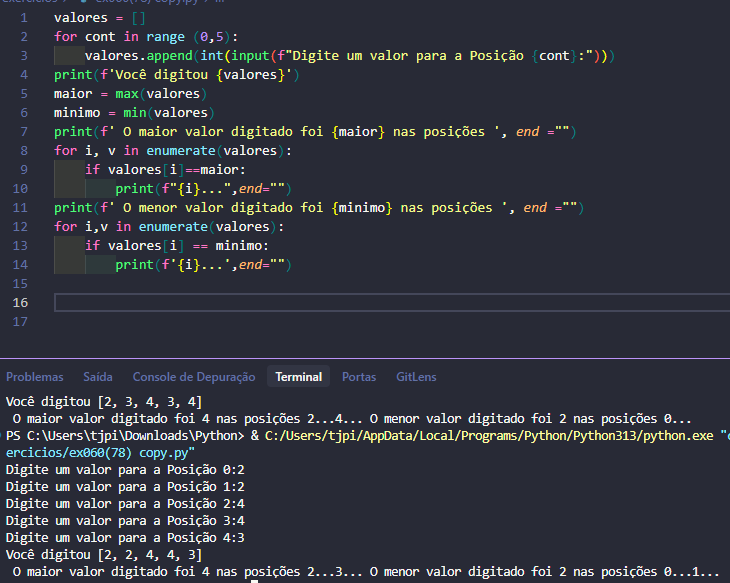 ex060(78) copy.py
1 valores = []
2 for cont in range (0,5):
3 valores.append(int(input(f"Digite um valor para a Posição {cont}:")))
4 print(f'Você digitou {valores}')
5 maior = max(valores)
6 minimo = min(valores)
7 print(f' O maior valor digitado foi {maior} nas posições ', end ="")
8 for i, v in enumerate(valores):
9 if valores[i]==maior:
10 print(f"{i}...",end="")
11 print(f' O menor valor digitado foi {minimo} nas posições ', end ="")
12 for i,v in enumerate(valores):
13 if valores[i] == minimo:
14 print(f'{i}...',end="")
15
16
17
Problemas Saída Console de Depuração Terminal Portas GitLens
Você digitou [2, 3, 4, 3, 4]
O maior valor digitado foi 4 nas posições 2...4... O menor valor digitado foi 2 nas posições 0...
PS C:\Users\tjpi\Downloads\Python> & C:/Users/tjpi/AppData/Local/Programs/Python/Python313/python.exe "c
ercicios/ex060(78) copy.py"
Digite um valor para a Posição 0:2
Digite um valor para a Posição 1:2
Digite um valor para a Posição 2:4
Digite um valor para a Posição 3:4
Digite um valor para a Posição 4:3
Você digitou [2, 2, 4, 4, 3]
O maior valor digitado foi 4 nas posições 2...3... O menor valor digitado foi 2 nas posições 0...1...